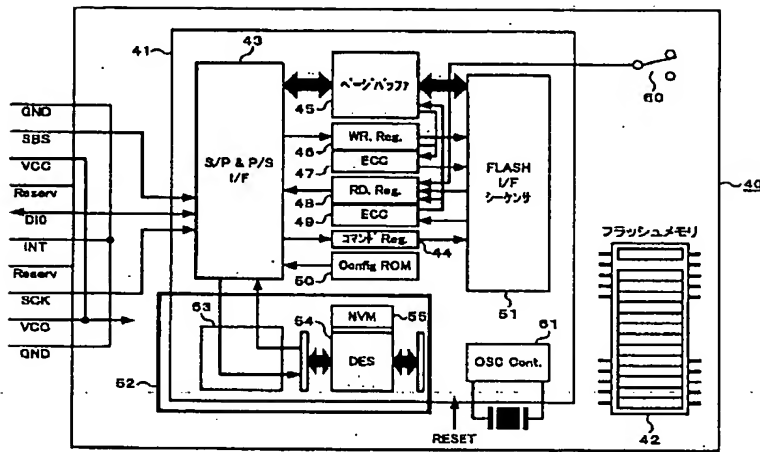 41
43
ページバッファ
45
60
GND
SBS
VCC
Reserv
DIO
INT
Reserv
SCK
VCC
GND
S/P & P/S
I/F
WR. Reg.
46
ECC
47
RD. Reg.
48
ECC
49
コマンド Reg.
44
Config ROM
50
FLASH
I/F
シーケンサ
51
40
フラッシュメモリ
42
52
53
54
NVM
55
DES
61
OSC Cont.
RESET